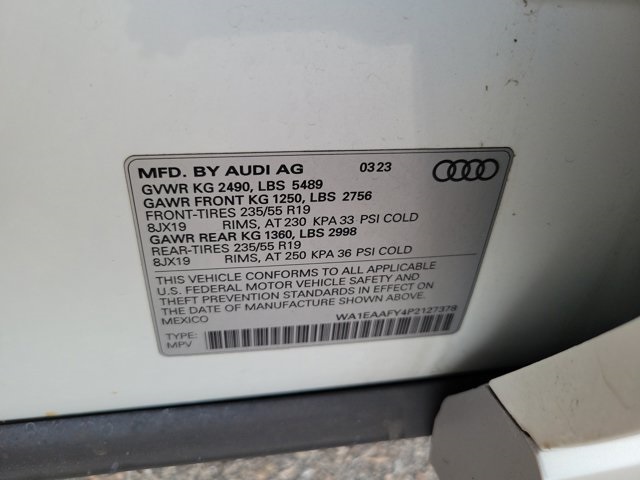 MFD. BY AUDI AG 03 23
GVWR KG 2490, LBS 5489
GAWR FRONT KG 1250, LBS 2756
FRONT-TIRES 235/55 R19
8JX19 RIMS, AT 230 KPA 33 PSI COLD
GAWR REAR KG 1360, LBS 2998
REAR-TIRES 235/55 R19
8JX19 RIMS, AT 250 KPA 36 PSI COLD
THIS VEHICLE CONFORMS TO ALL APPLICABLE
U.S. FEDERAL MOTOR VEHICLE SAFETY AND
THEFT PREVENTION STANDARDS IN EFFECT ON
THE DATE OF MANUFACTURE SHOWN ABOVE.
MEXICO WA1EAAFY4P2127378
TYPE:
MPV